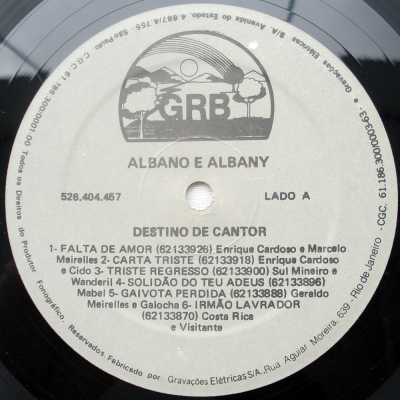 GRB
ALBANO E ALBANY
526.404.457
LADO A
DESTINO DE CANTOR
1- FALTA DE AMOR (62133926) Enrique Cardoso e Marcelo
Meirelles 2- CARTA TRISTE (62133918) Enrique Cardoso
e Cido 3- TRISTE REGRESSO (62133900) Sul Mineiro e
Wanderil 4- SOLIDÃO DO TEU ADEUS (62133896)
Mabel 5- GAIVOTA PERDIDA (62133888) Geraldo
Meirelles e Galocha 6- IRMÃO LAVRADOR
(62133870) Costa Rica
e Visitante
Todos os Direitos do Produtor Fonográfico Reservados. Fabricado por: Gravações Elétricas S/A., Rua Aguiar Moreira, 639 - Rio de Janeiro - CGC. 61.186.300/0003-63- • Gravações Elétricas S/A Avenida do Estado, 4.667/4.755, São Paulo. C.G.C 61.186.300/0001-00